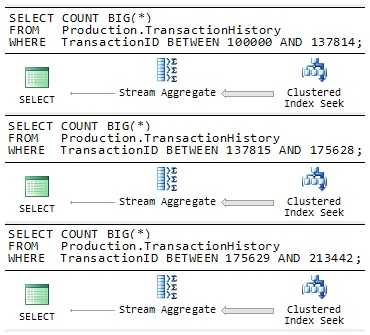 SELECT COUNT_BIG(*)
FROM Production.TransactionHistory
WHERE TransactionID BETWEEN 100000 AND 137814;
SELECT
Stream Aggregate
Clustered
Index Seek
SELECT COUNT_BIG(*)
FROM Production.TransactionHistory
WHERE TransactionID BETWEEN 137815 AND 175628;
SELECT
Stream Aggregate
Clustered
Index Seek
SELECT COUNT_BIG(*)
FROM Production.TransactionHistory
WHERE TransactionID BETWEEN 175629 AND 213442;
SELECT
Stream Aggregate
Clustered
Index Seek